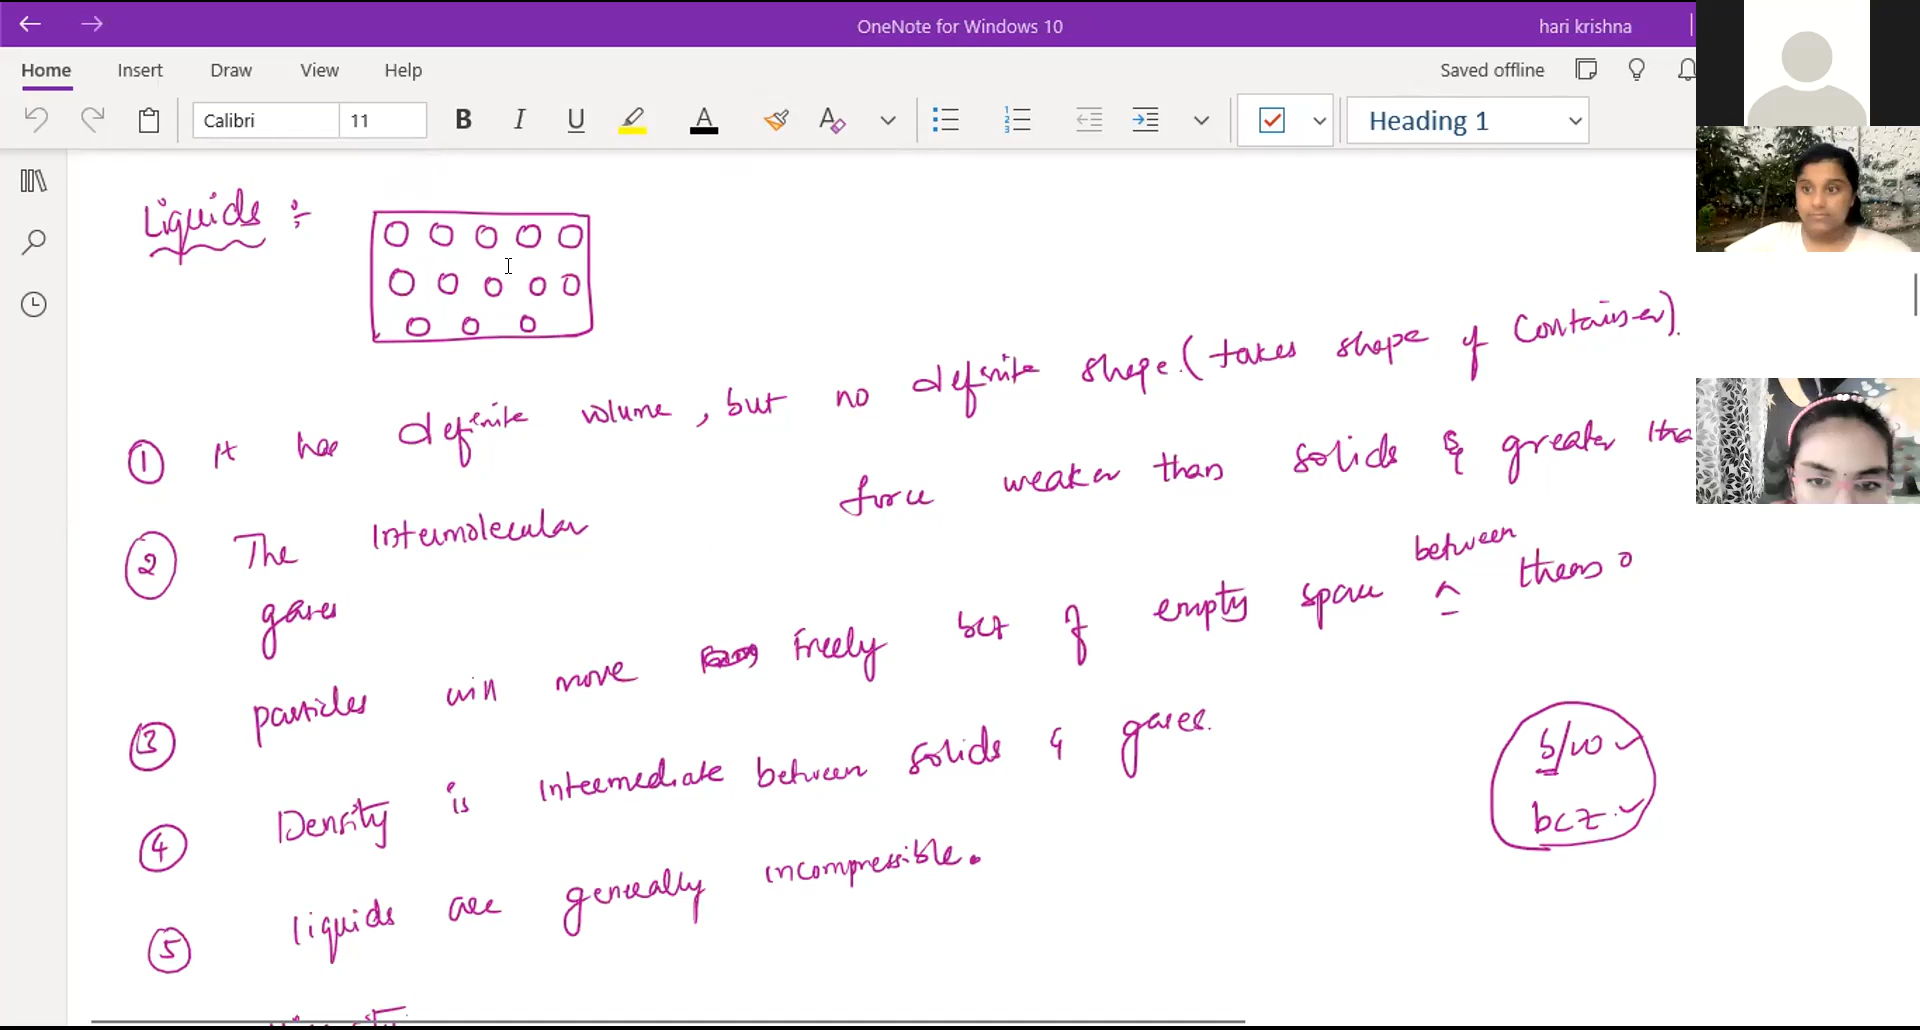 OneNote for Windows 10
hari krishna
Home Insert Draw View Help
Saved offline
Calibri 11 B I U A A Heading 1
Liquids :-
① It has definite volume, but no definite shape. (takes shape of Container).
② The Intermolecular force weaker than solids & greater tha
gases
between
③ particles will move freely bcz of empty space ^ them.
④ Density is Intermediate between solids & gases.
b/w ✓
bcz. ✓
⑤ liquids are generally incompressible.